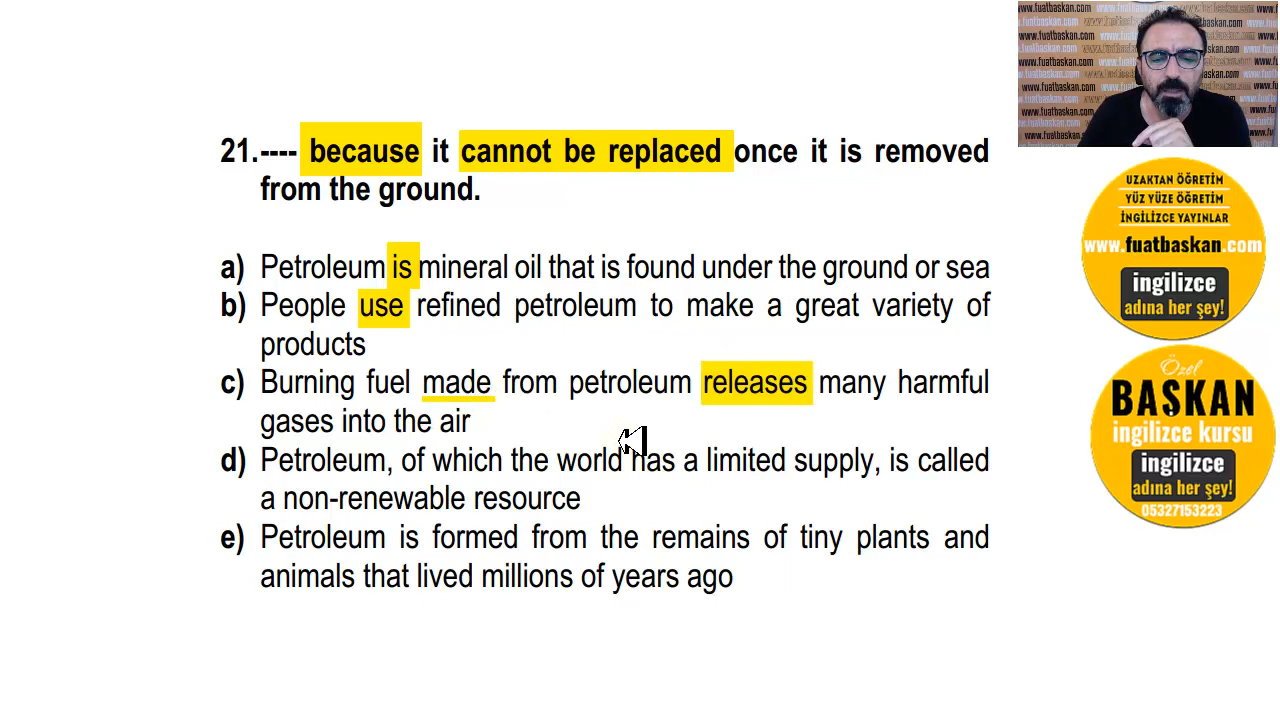 21.---- because it cannot be replaced once it is removed
from the ground.
a) Petroleum is mineral oil that is found under the ground or sea
b) People use refined petroleum to make a great variety of
products
c) Burning fuel made from petroleum releases many harmful
gases into the air
d) Petroleum, of which the world has a limited supply, is called
a non-renewable resource
e) Petroleum is formed from the remains of tiny plants and
animals that lived millions of years ago
www.fuatbaskan.com
UZAKTAN ÖĞRETİM
YÜZ YÜZE ÖĞRETİM
İNGİLİZCE YAYINLAR
www.fuatbaskan.com
ingilizce
adına her şey!
Özel
BAŞKAN
ingilizce kursu
ingilizce
adına her şey!
05327153223